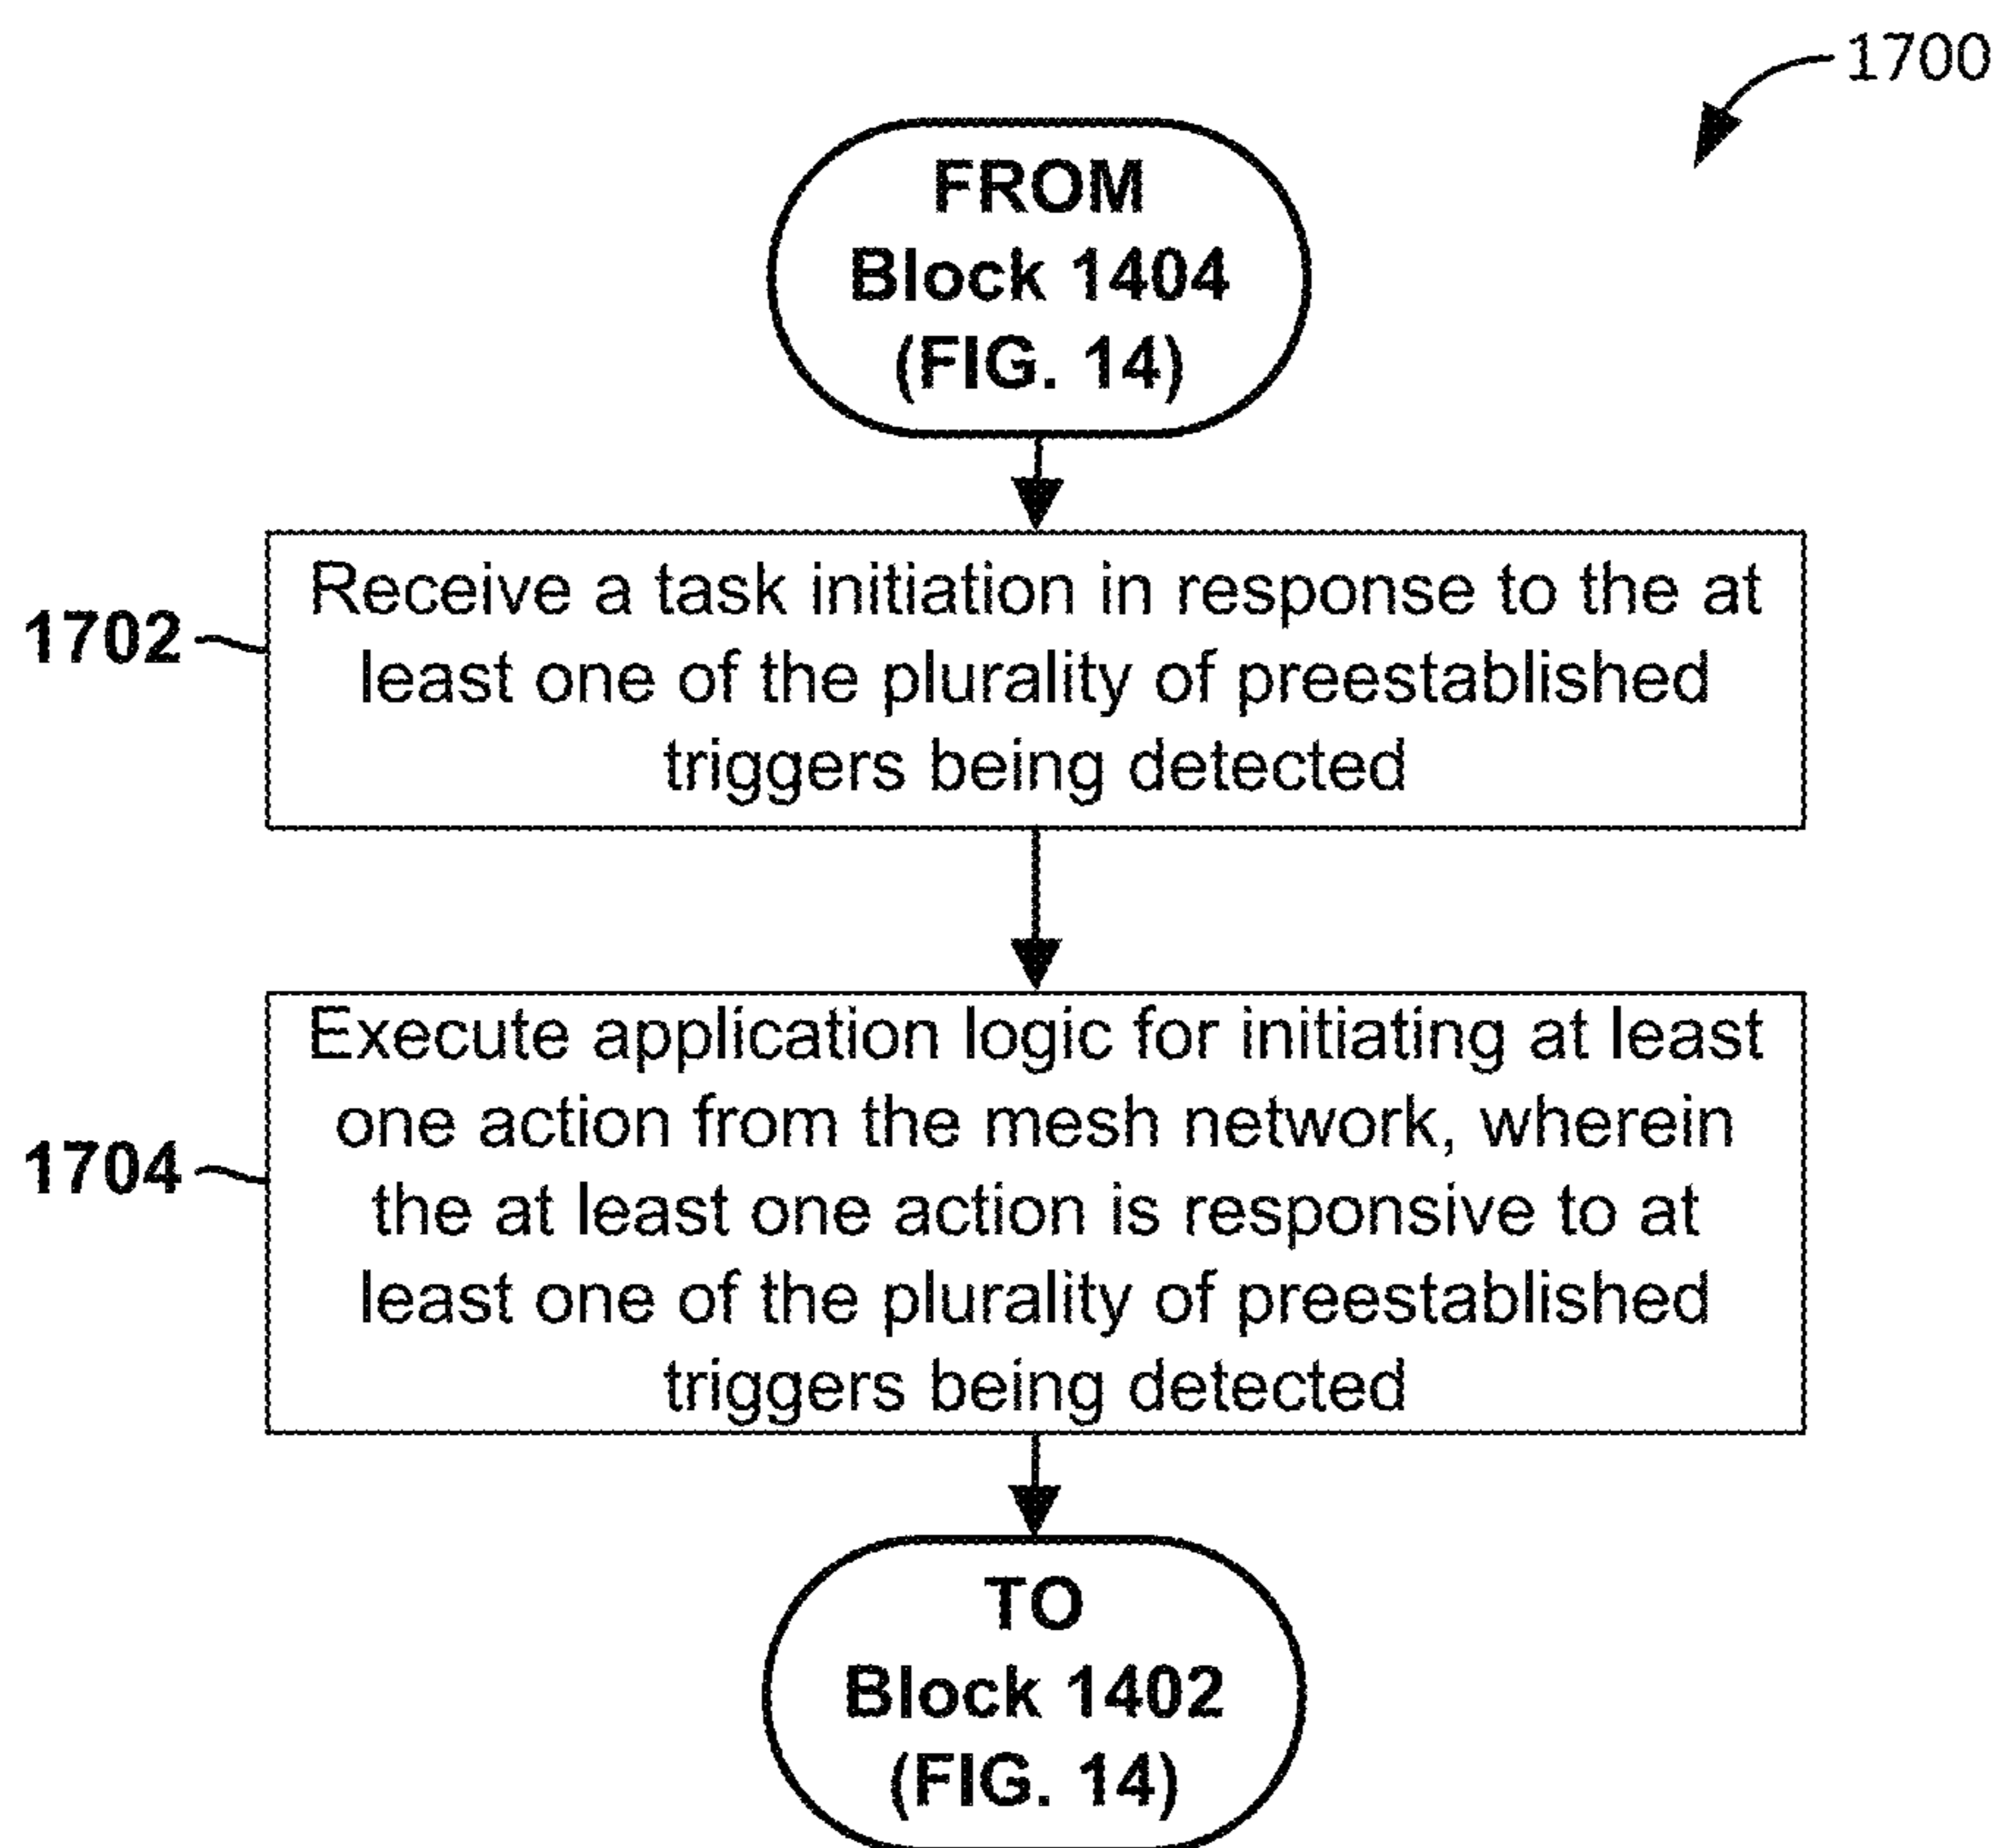 1700
FROM
Block 1404
(FIG. 14)
1702
Receive a task initiation in response to the at
least one of the plurality of preestablished
triggers being detected
1704
Execute application logic for initiating at least
one action from the mesh network, wherein
the at least one action is responsive to at
least one of the plurality of preestablished
triggers being detected
TO
Block 1402
(FIG. 14)